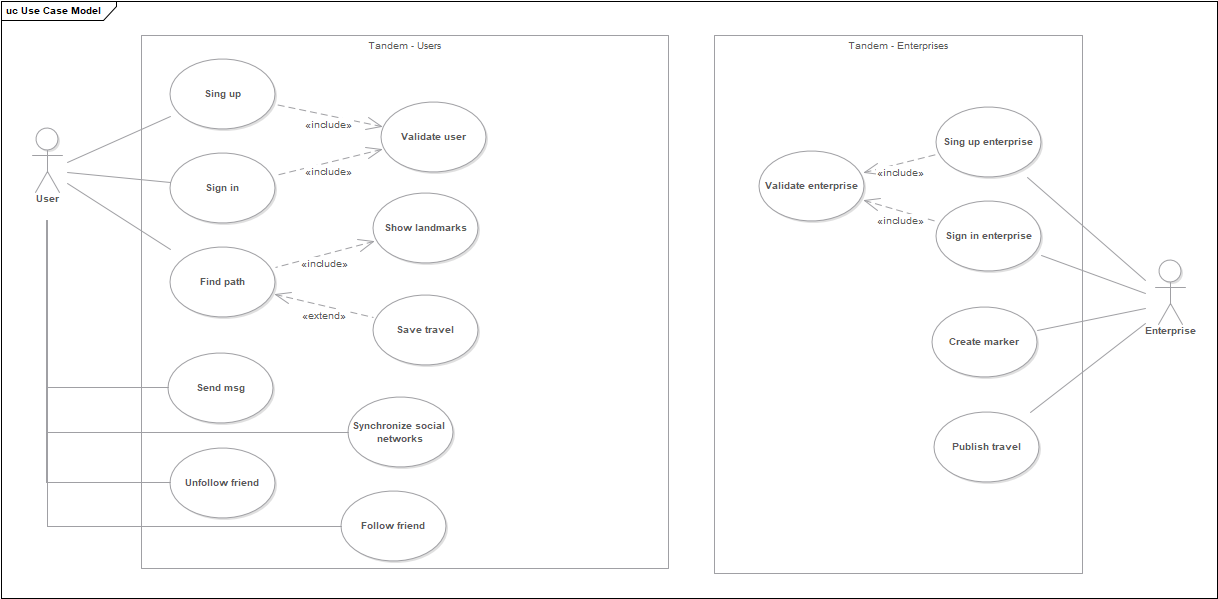 uc Use Case Model
Tandem - Users
Sing up
«include»
Validate user
User
Sign in
«include»
Show landmarks
Find path
«include»
«extend»
Save travel
Send msg
Synchronize social
networks
Unfollow friend
Follow friend
Tandem - Enterprises
Sing up enterprise
Validate enterprise
«include»
«include»
Sign in enterprise
Enterprise
Create marker
Publish travel